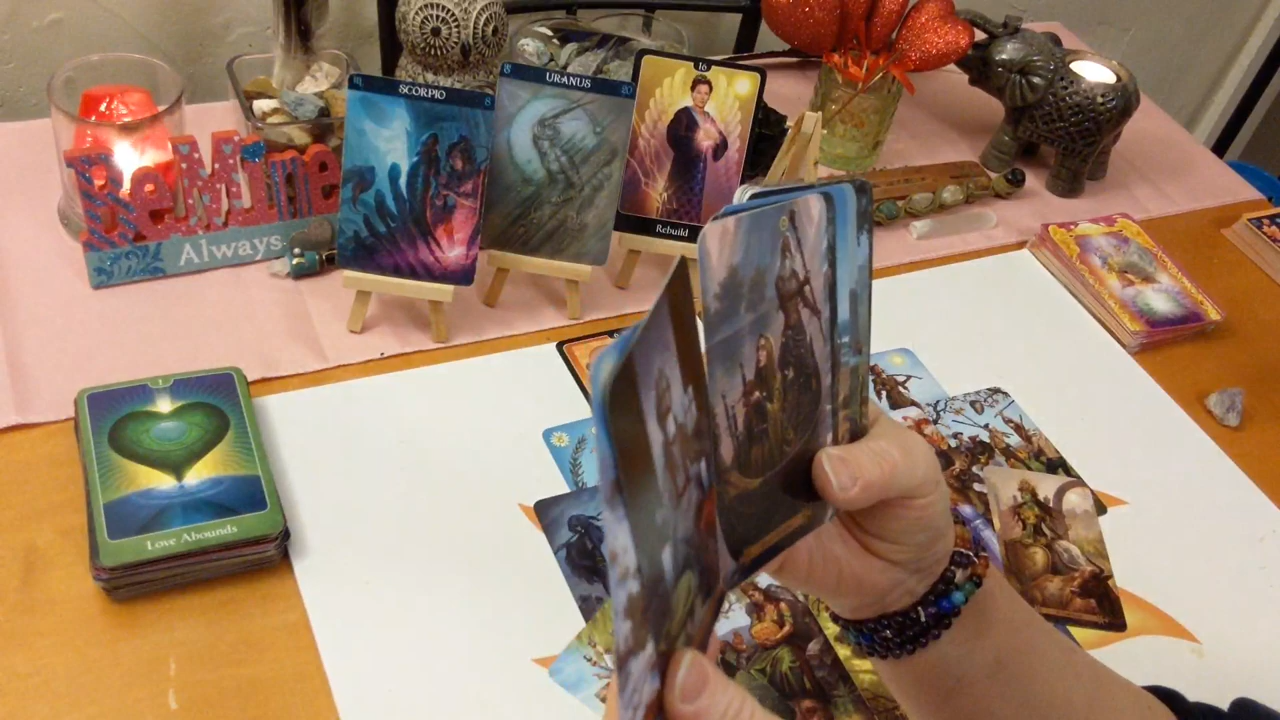 BeMine
Always
SCORPIO
8
URANUS
20
16
Rebuild
1
Love Abounds